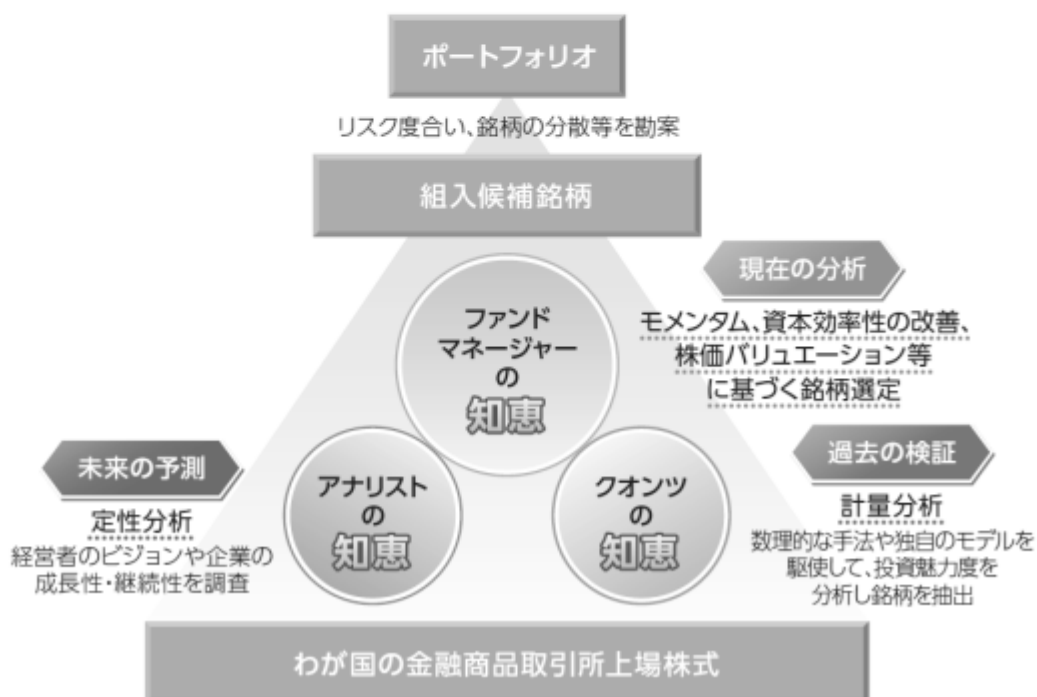 ポートフォリオ
リスク度合い、銘柄の分散等を勘案
組入候補銘柄
ファンド
マネージャー
の
知恵
現在の分析
モメンタム、資本効率性の改善、
株価バリュエーション等
に基づく銘柄選定
未来の予測
定性分析
経営者のビジョンや企業の
成長性・継続性を調査
アナリスト
の
知恵
クオンツ
の
知恵
過去の検証
計量分析
数理的な手法や独自のモデルを
駆使して、投資魅力度を
分析し銘柄を抽出
わが国の金融商品取引所上場株式